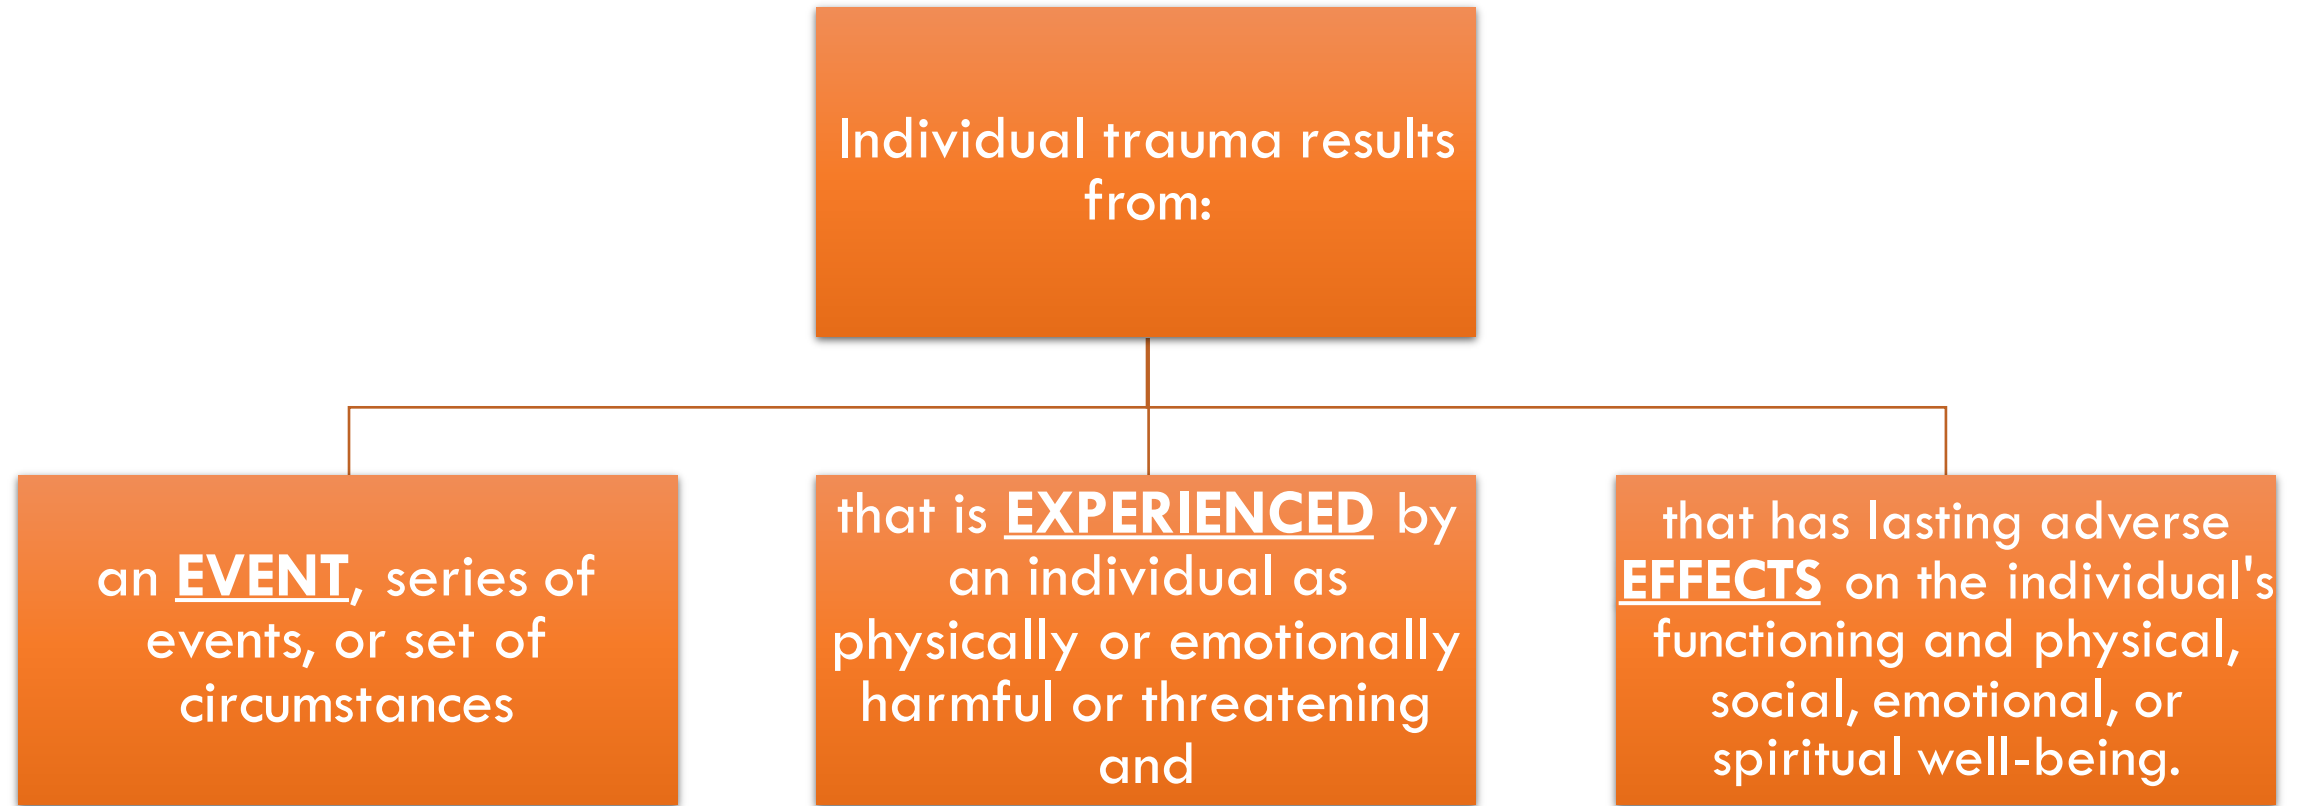 Individual trauma results
from:
an EVENT, series of
events, or set of
circumstances
that is EXPERIENCED by
an individual as
physically or emotionally
harmful or threatening
and
that has lasting adverse
EFFECTS on the individual's
functioning and physical,
social, emotional, or
spiritual well-being.